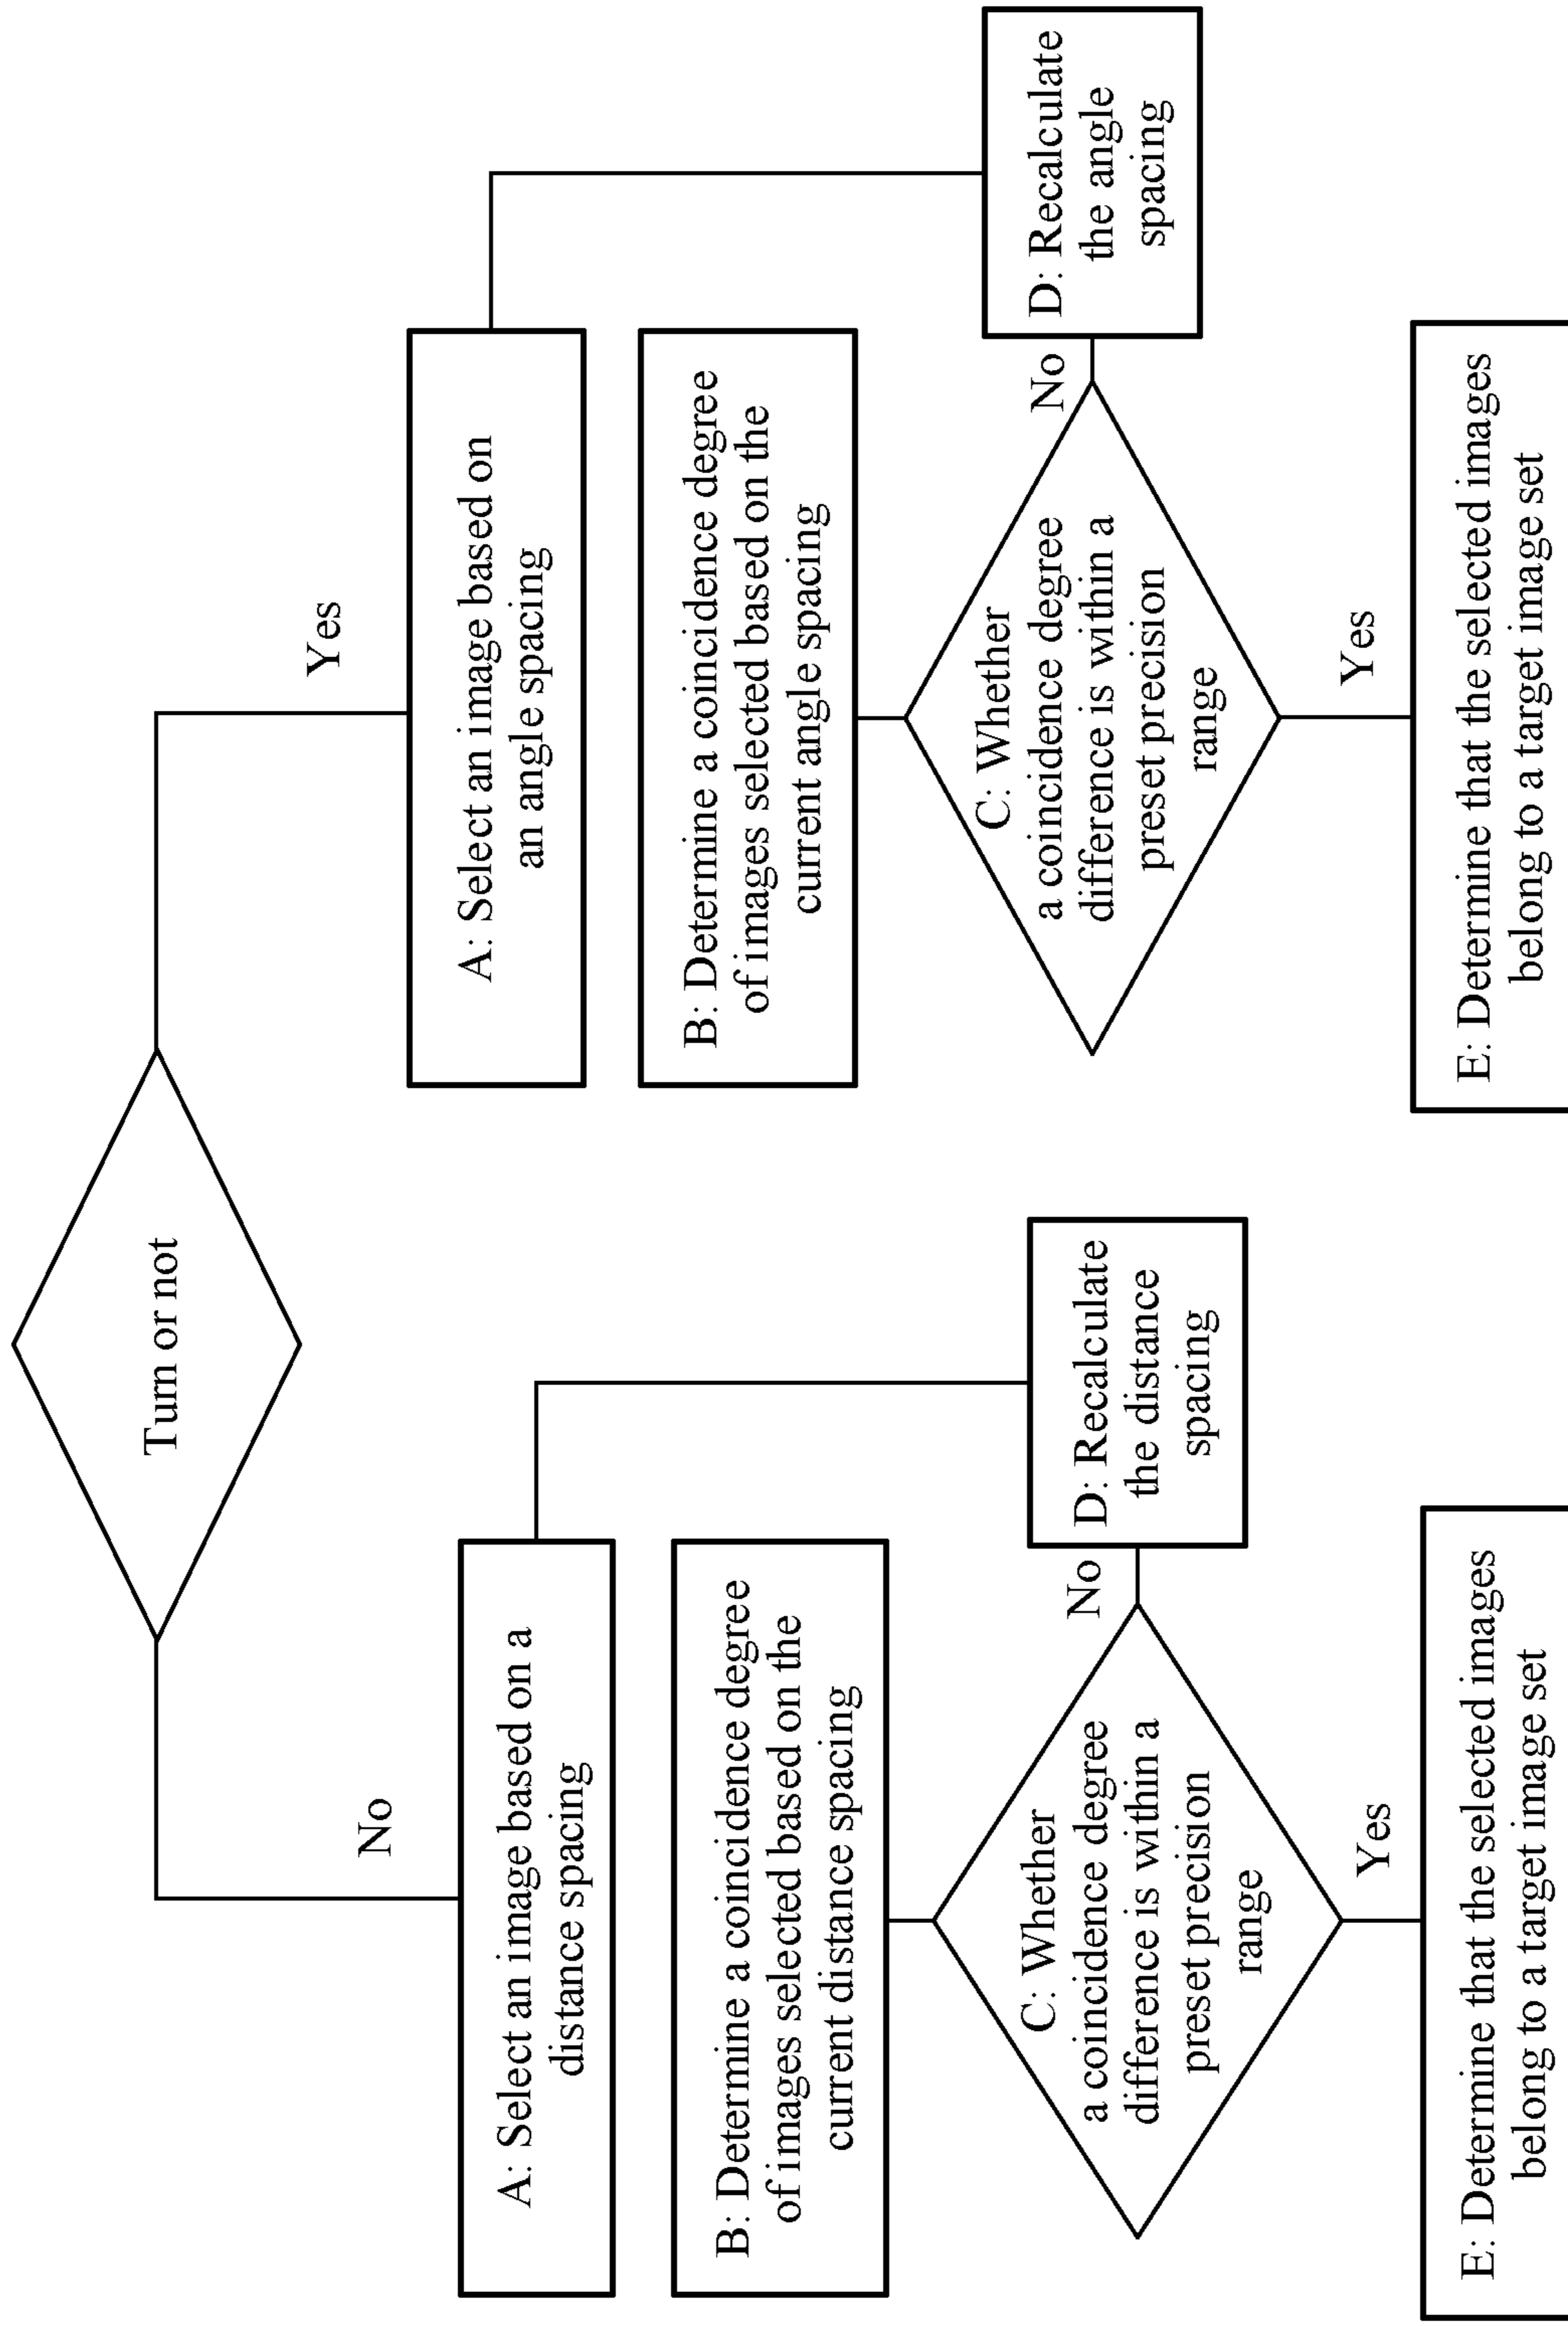 Turn or not
No
A: Select an image based on a
distance spacing
B: Determine a coincidence degree
of images selected based on the
current distance spacing
C: Whether
a coincidence degree
difference is within a
preset precision
range
No
D: Recalculate
the distance
spacing
Yes
E: Determine that the selected images
belong to a target image set
Yes
A: Select an image based on
an angle spacing
B: Determine a coincidence degree
of images selected based on the
current angle spacing
C: Whether
a coincidence degree
difference is within a
preset precision
range
No
D: Recalculate
the angle
spacing
Yes
E: Determine that the selected images
belong to a target image set